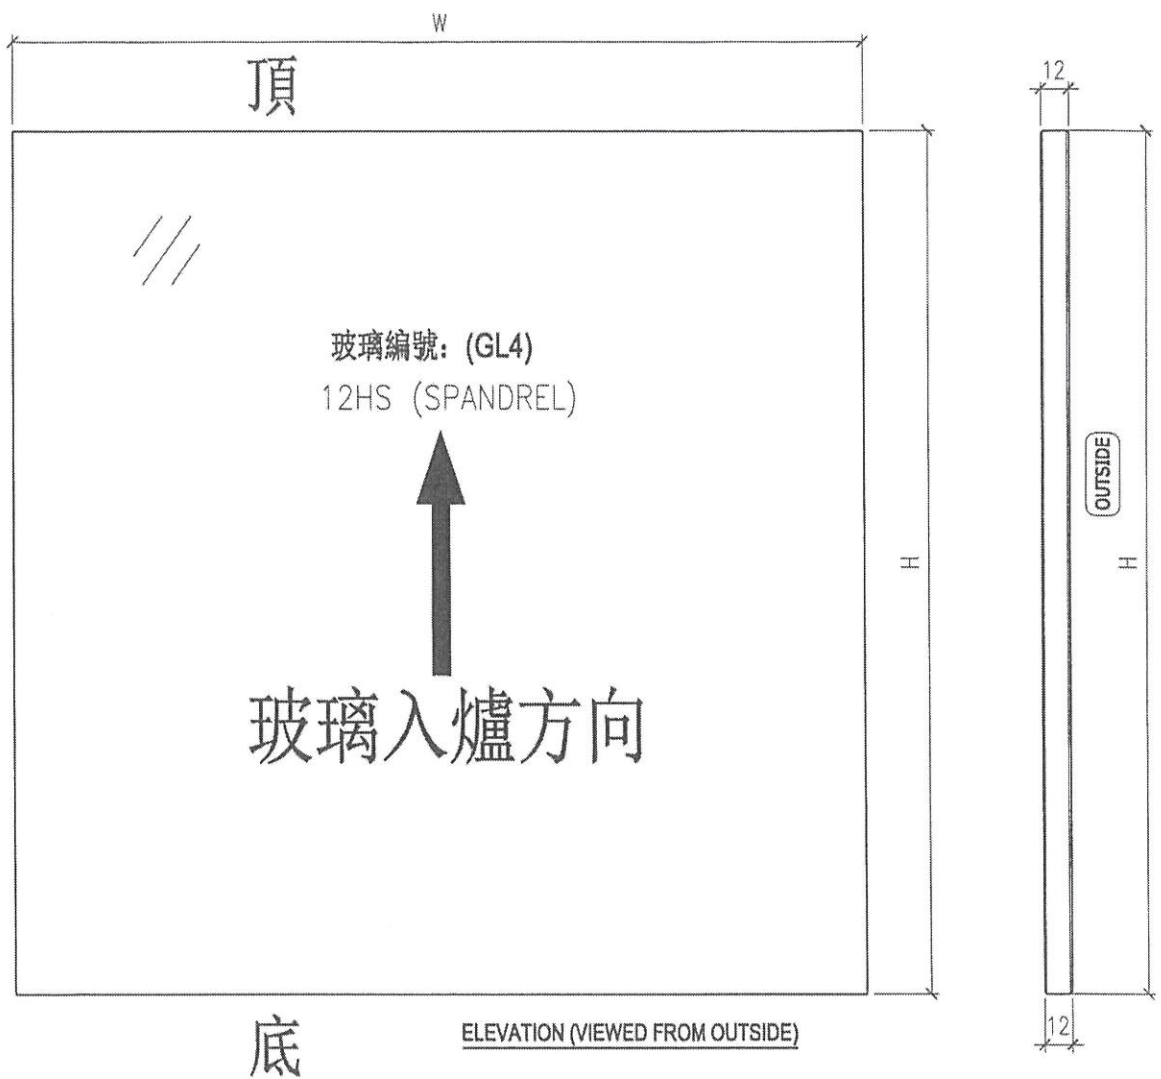 W
頂
12
玻璃編號：(GL4)
12HS (SPANDREL)
OUTSIDE
H
H
玻璃入爐方向
底
ELEVATION (VIEWED FROM OUTSIDE)
12